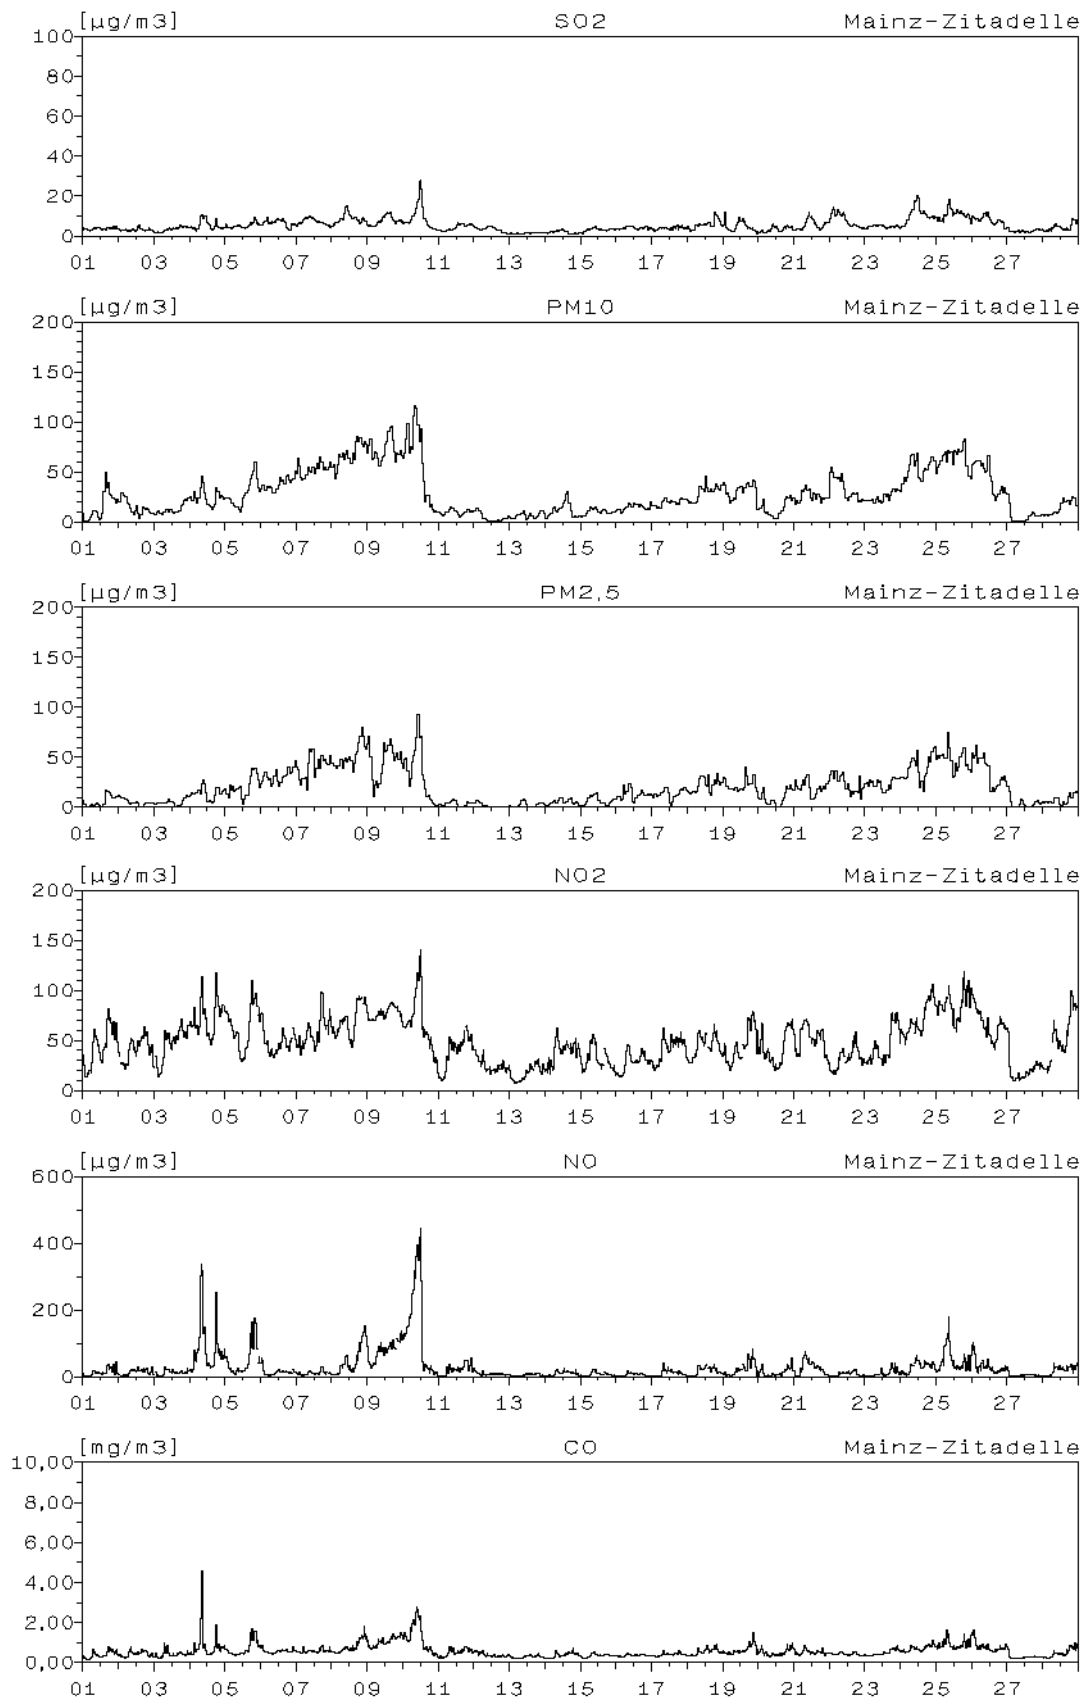 [µg/m3] SO2 Mainz-Zitadelle
100
80
60
40
20
0
01 03 05 07 09 11 13 15 17 19 21 23 25 27
[µg/m3] PM10 Mainz-Zitadelle
200
150
100
50
0
01 03 05 07 09 11 13 15 17 19 21 23 25 27
[µg/m3] PM2,5 Mainz-Zitadelle
200
150
100
50
0
01 03 05 07 09 11 13 15 17 19 21 23 25 27
[µg/m3] NO2 Mainz-Zitadelle
200
150
100
50
0
01 03 05 07 09 11 13 15 17 19 21 23 25 27
[µg/m3] NO Mainz-Zitadelle
600
400
200
0
01 03 05 07 09 11 13 15 17 19 21 23 25 27
[mg/m3] CO Mainz-Zitadelle
10,00
8,00
6,00
4,00
2,00
0,00
01 03 05 07 09 11 13 15 17 19 21 23 25 27